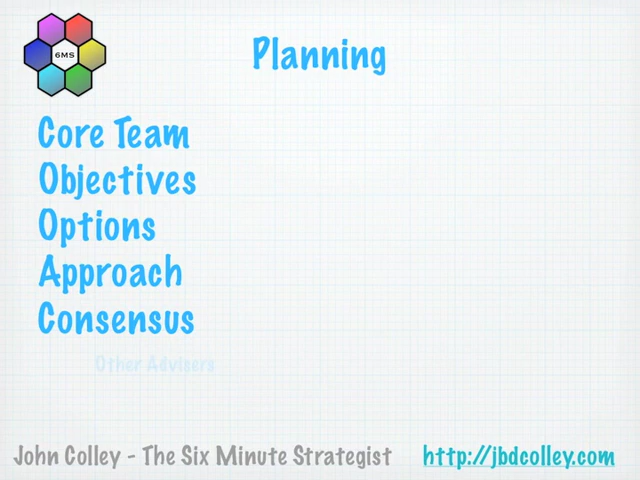 6MS
Planning
Core Team
Objectives
Options
Approach
Consensus
Other Advisers
John Colley - The Six Minute Strategist http://jbdcolley.com